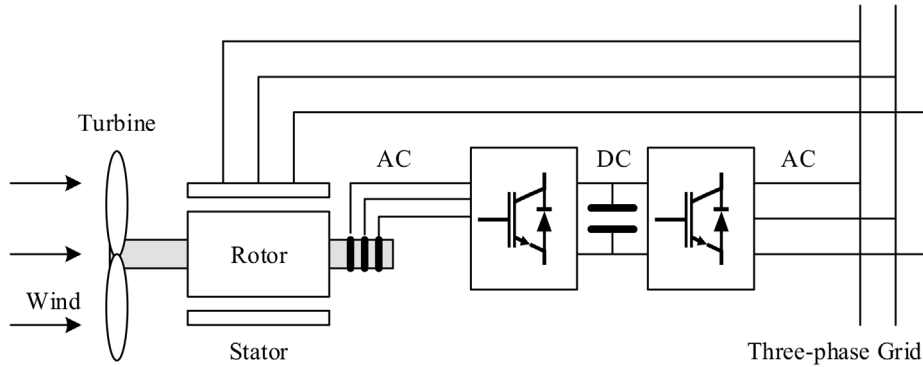 Turbine
AC
DC
AC
Rotor
Wind
Stator
Three-phase Grid